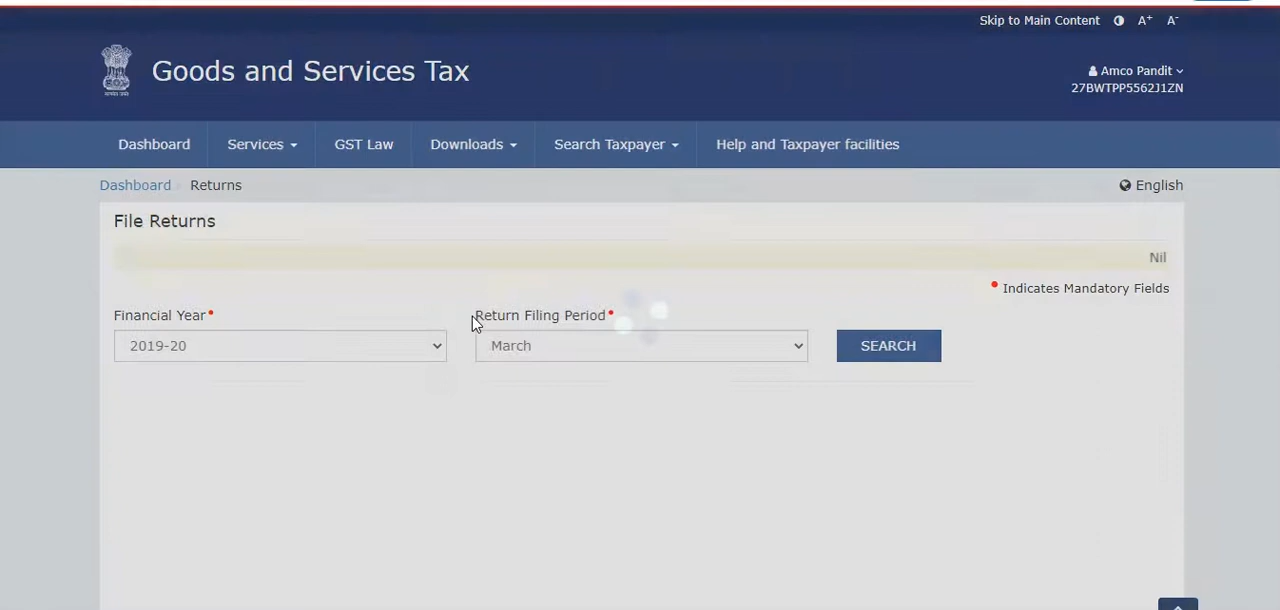 Skip to Main Content A+ A-
Goods and Services Tax
Amco Pandit
27BWTPP5562J1ZN
Dashboard Services GST Law Downloads Search Taxpayer Help and Taxpayer facilities
Dashboard Returns English
File Returns
Nil
• Indicates Mandatory Fields
Financial Year• Return Filing Period•
2019-20 March SEARCH